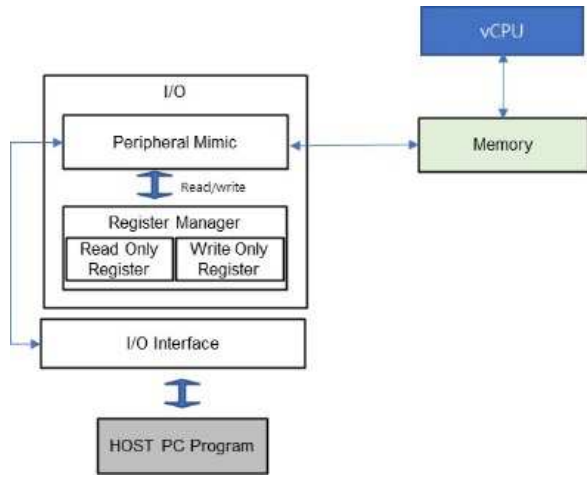 vCPU
I/O
Peripheral Mimic
Memory
Read/write
Register Manager
Read Only
Register
Write Only
Register
I/O Interface
HOST PC Program